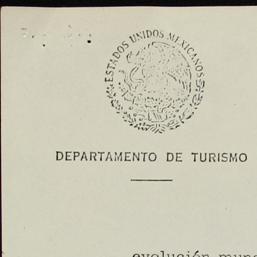 ESTADOS UNIDOS MEXICANOS
DEPARTAMENTO DE TURISMO
evolución